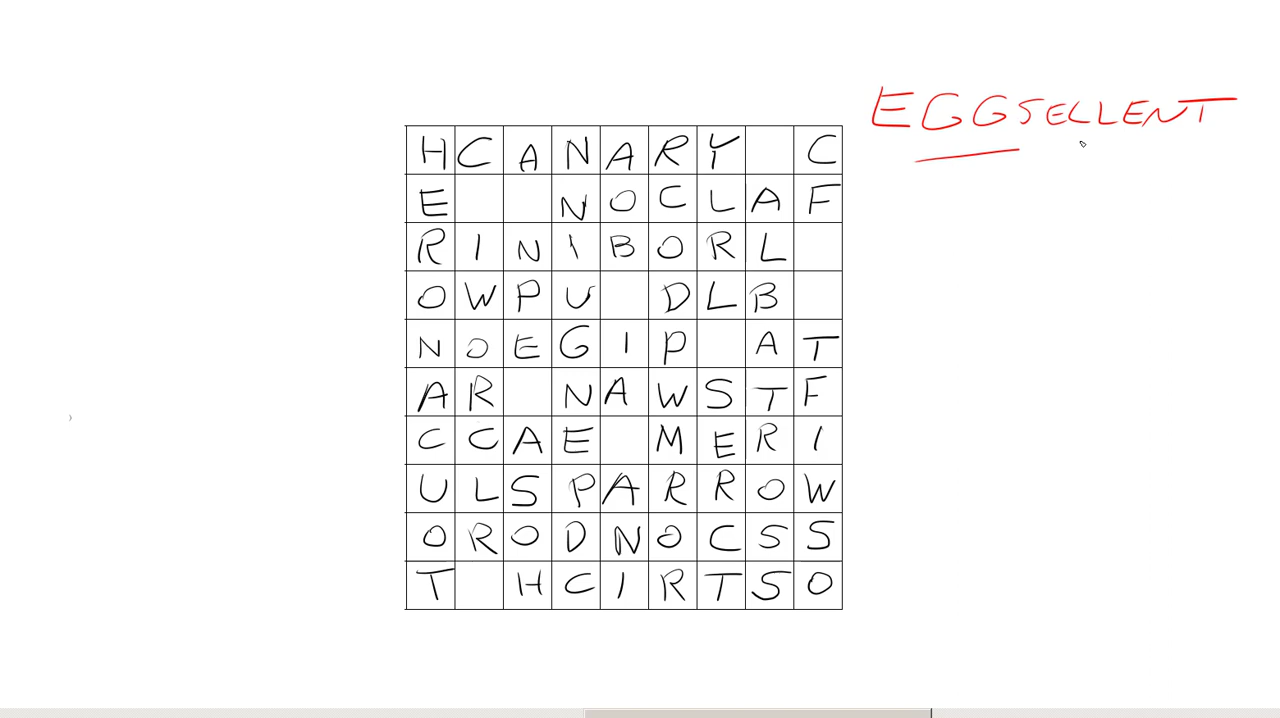 EGGSELLENT
H C A N A R Y C
E N O C L A F
R I N I B O R L
O W P U D L B
N O E G I P A T
A R N A W S T F
C C A E M E R I
U L S P A R R O W
O R O D N O C S S
T H C I R T S O